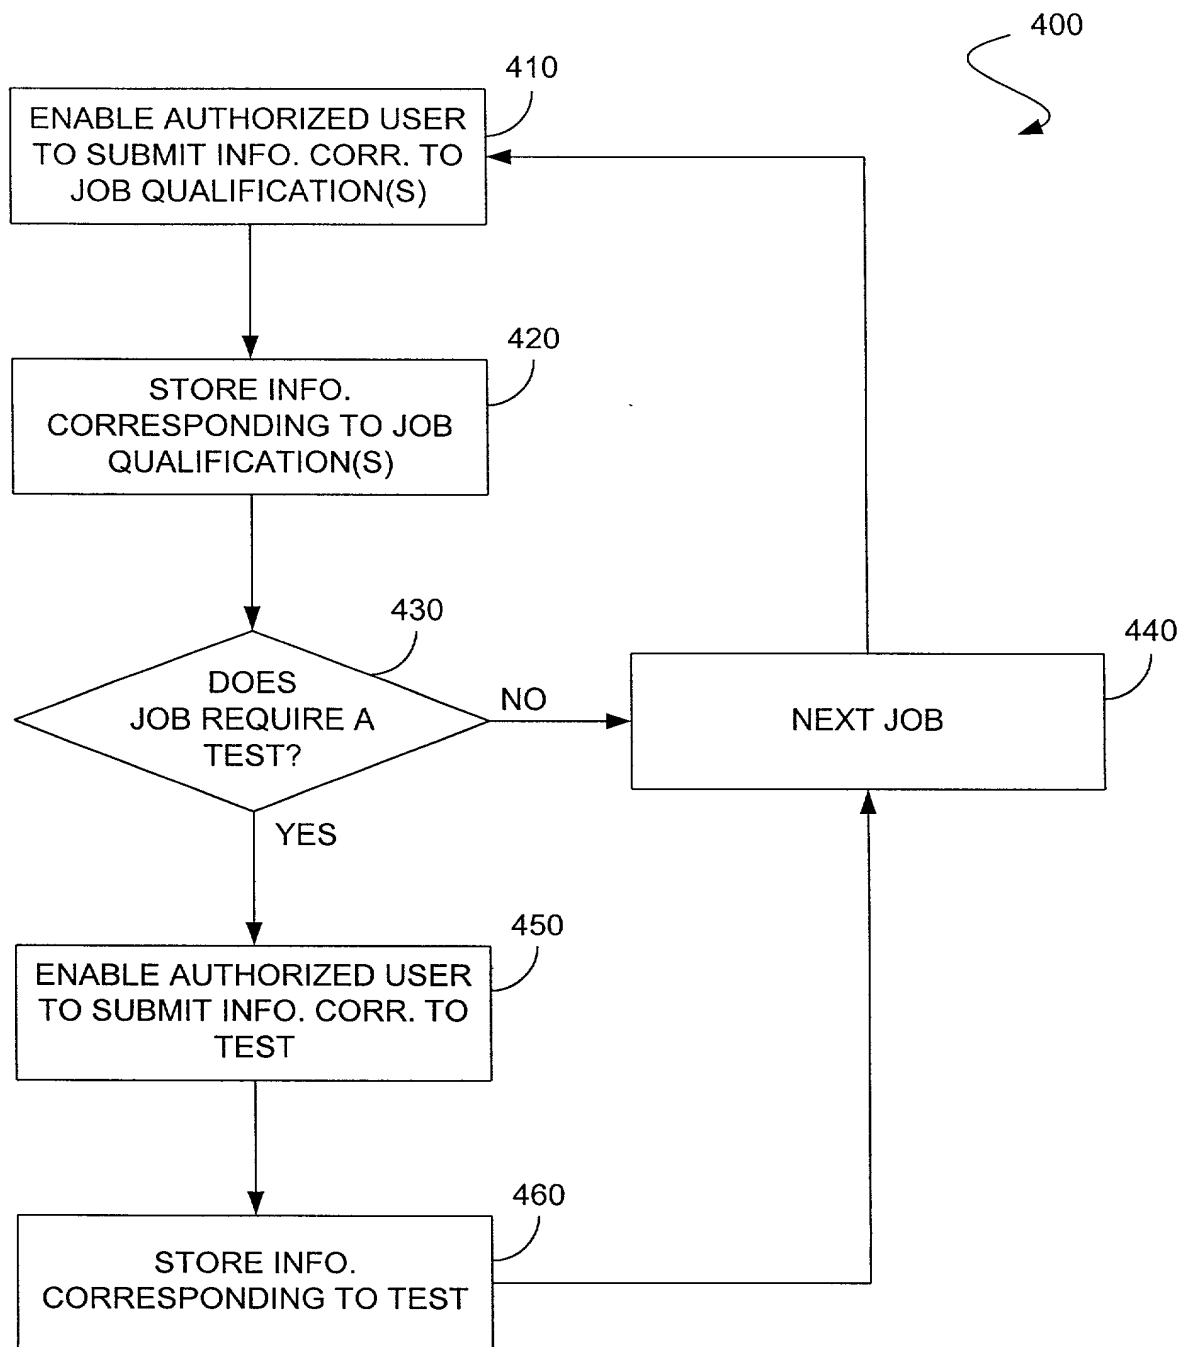 400
410
ENABLE AUTHORIZED USER
TO SUBMIT INFO. CORR. TO
JOB QUALIFICATION(S)
420
STORE INFO.
CORRESPONDING TO JOB
QUALIFICATION(S)
430
DOES
JOB REQUIRE A
TEST?
NO
440
NEXT JOB
YES
450
ENABLE AUTHORIZED USER
TO SUBMIT INFO. CORR. TO
TEST
460
STORE INFO.
CORRESPONDING TO TEST